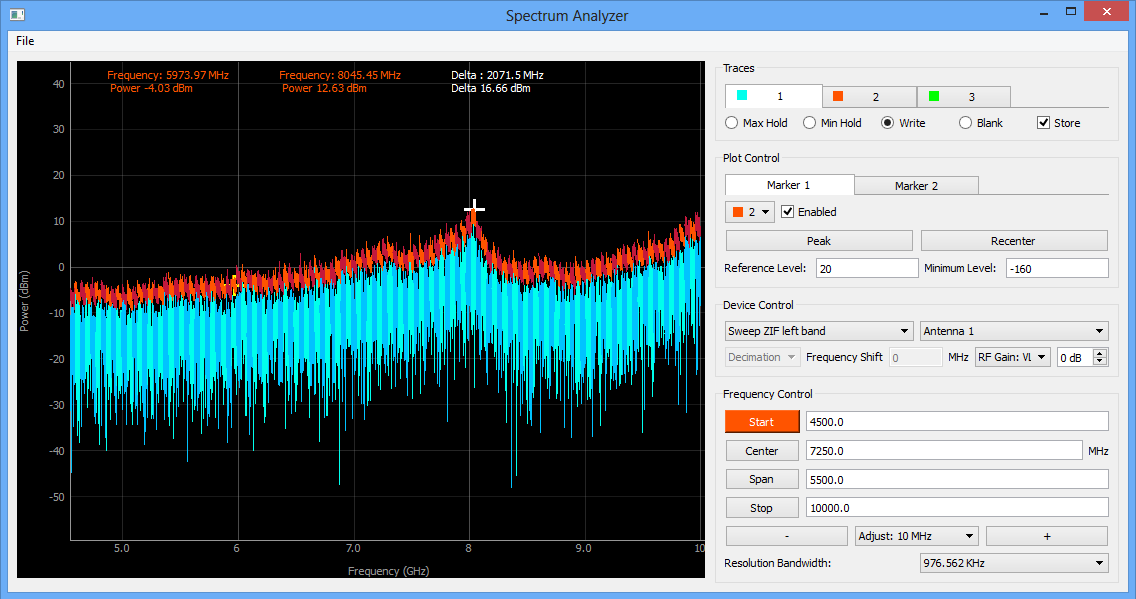 Spectrum Analyzer
File
Frequency: 5973.97 MHz
Power -4.03 dBm
Frequency: 8045.45 MHz
Power 12.63 dBm
Delta : 2071.5 MHz
Delta 16.66 dBm
40
30
20
10
0
-10
-20
-30
-40
-50
Power (dBm)
5.0 6 7.0 8 9.0 10
Frequency (GHz)
Traces
1 2 3
Max Hold Min Hold Write Blank Store
Plot Control
Marker 1 Marker 2
2 Enabled
Peak Recenter
Reference Level: 20 Minimum Level: -160
Device Control
Sweep ZIF left band Antenna 1
Decimation Frequency Shift 0 MHz RF Gain: VL 0 dB
Frequency Control
Start 4500.0
Center 7250.0 MHz
Span 5500.0
Stop 10000.0
- Adjust: 10 MHz +
Resolution Bandwidth: 976.562 KHz